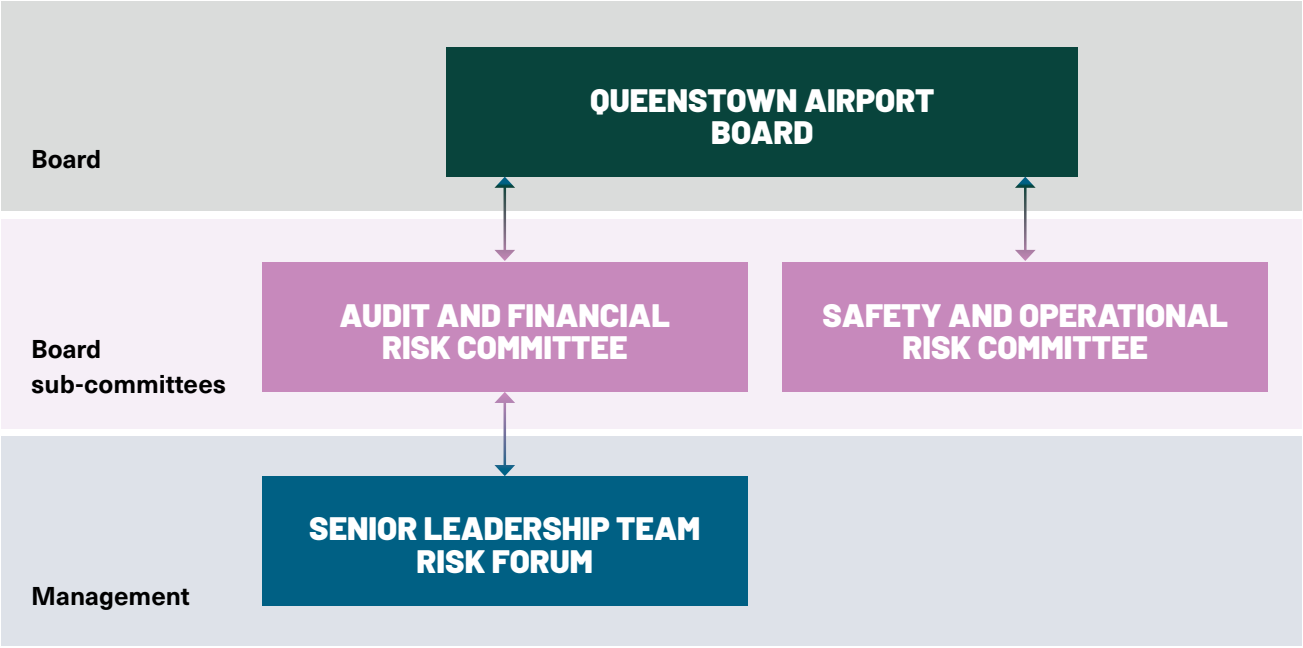 QUEENSTOWN AIRPORT
BOARD
Board
AUDIT AND FINANCIAL
RISK COMMITTEE
SAFETY AND OPERATIONAL
RISK COMMITTEE
Board
sub-committees
SENIOR LEADERSHIP TEAM
RISK FORUM
Management